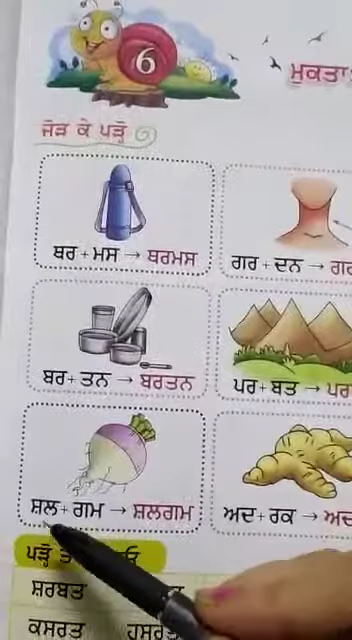 6
ਮੁਕਤਾ
ਜੋੜ ਕੇ ਪੜ੍ਹੋ
ਥਰ + ਮਸ → ਥਰਮਸ
ਗਰ + ਦਨ →
ਬਰ + ਤਨ → ਬਰਤਨ
ਪਰ + ਬਤ →
ਸ਼ਲ + ਗਮ → ਸ਼ਲਗਮ
ਅਦ + ਰਕ →
ਪੜ੍ਹੋ
ਸ਼ਰਬਤ
ਕਸਰਤ ਹਸਰਤ